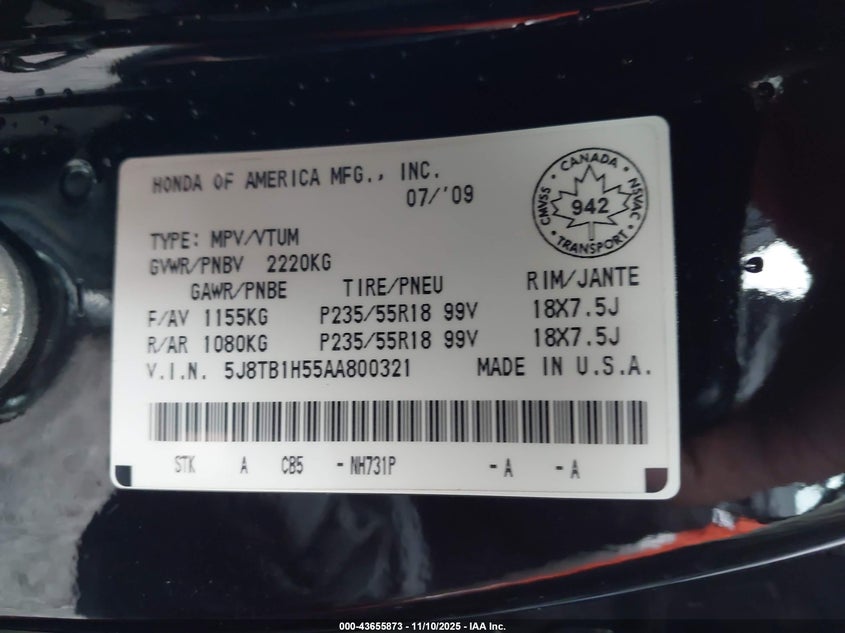 HONDA OF AMERICA MFG., INC.
07/'09
CANADA
CMVSS
942
NSVAC
TRANSPORT
TYPE: MPV/VTUM
GVWR/PNBV 2220KG
GAWR/PNBE TIRE/PNEU RIM/JANTE
F/AV 1155KG P235/55R18 99V 18X7.5J
R/AR 1080KG P235/55R18 99V 18X7.5J
V.I.N. 5J8TB1H55AA800321 MADE IN U.S.A.
STK A CB5 - NH731P - A - A
000-43655873 - 11/10/2025 - IAA Inc.